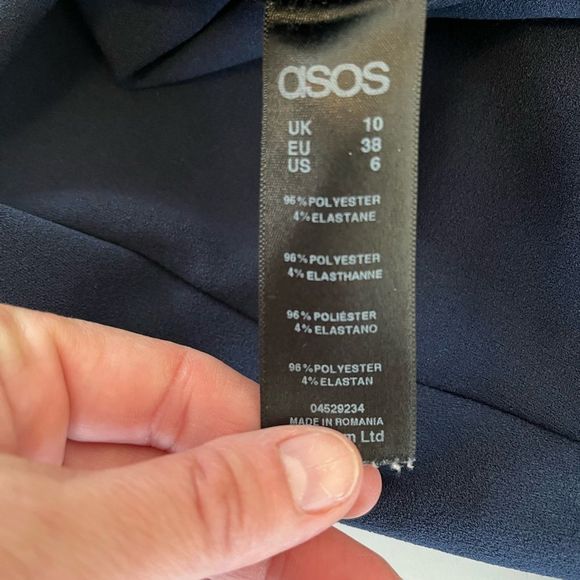 asos
UK 10
EU 38
US 6
96%POLYESTER
4%ELASTANE
96%POLYESTER
4%ELASTHANNE
96%POLIÉSTER
4%ELASTANO
96%POLYESTER
4%ELASTAN
04529234
MADE IN ROMANIA
Ltd